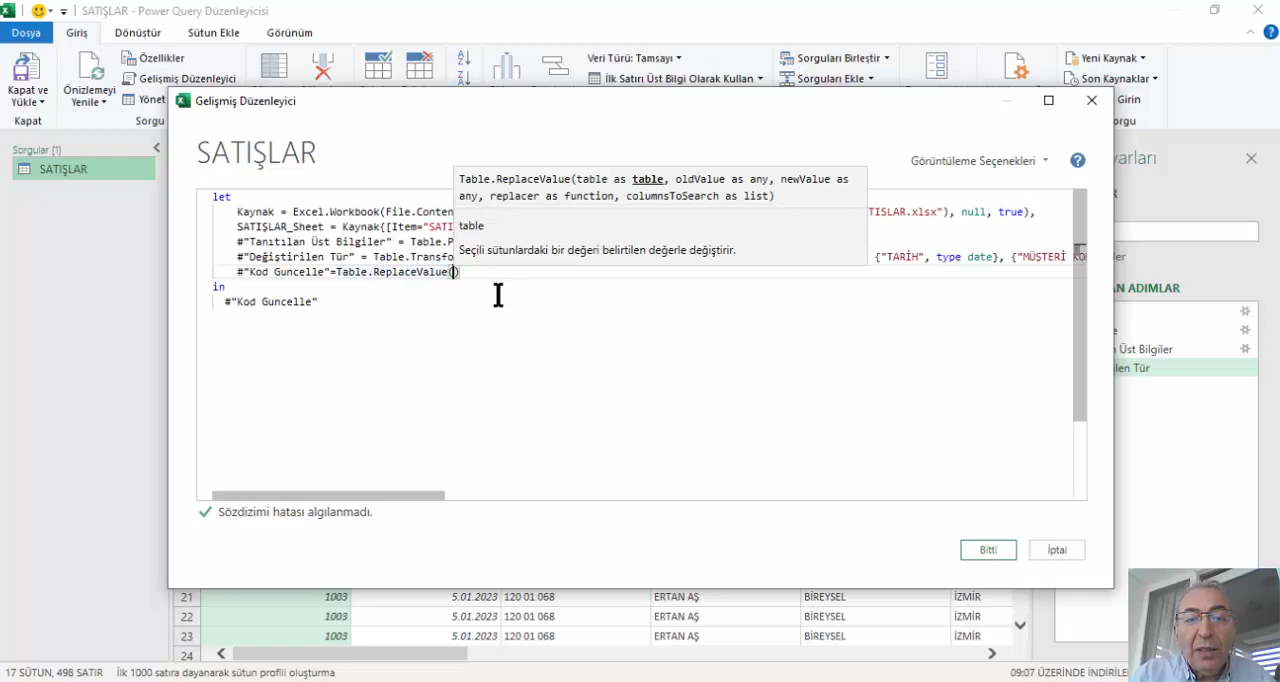 SATIŞLAR - Power Query Düzenleyicisi
Dosya Giriş Dönüştür Sütun Ekle Görünüm
Kapat ve Yükle
Kapat
Önizlemeyi Yenile
Özellikler
Gelişmiş Düzenleyici
Yönet
Sorgu
Veri Türü: Tamsayı
İlk Satırı Üst Bilgi Olarak Kullan
Sorguları Birleştir
Sorguları Ekle
Yeni Kaynak
Son Kaynaklar
Girin
orgu
Sorgular [1]
SATIŞLAR
Gelişmiş Düzenleyici
SATIŞLAR
Görüntüleme Seçenekleri
Table.ReplaceValue(table as table, oldValue as any, newValue as
any, replacer as function, columnsToSearch as list)
table
Seçili sütunlardaki bir değeri belirtilen değerle değiştirir.
let
Kaynak = Excel.Workbook(File.Conten TISLAR.xlsx"), null, true),
SATIŞLAR_Sheet = Kaynak{[Item="SATI
#"Tanıtılan Üst Bilgiler" = Table.P
#"Değiştirilen Tür" = Table.Transfo {"TARİH", type date}, {"MÜŞTERİ KO
#"Kod Guncelle"=Table.ReplaceValue()
in
#"Kod Guncelle"
Sözdizimi hatası algılanmadı.
Bitti İptal
yarları
AN ADIMLAR
n Üst Bilgiler
ilen Tür
21 1003 5.01.2023 120 01 068 ERTAN AŞ BİREYSEL İZMİR
22 1003 5.01.2023 120 01 068 ERTAN AŞ BİREYSEL İZMİR
23 1003 5.01.2023 120 01 068 ERTAN AŞ BİREYSEL İZMİR
24
17 SÜTUN, 498 SATIR İlk 1000 satıra dayanarak sütun profili oluşturma 09:07 ÜZERİNDE İNDİRİLE